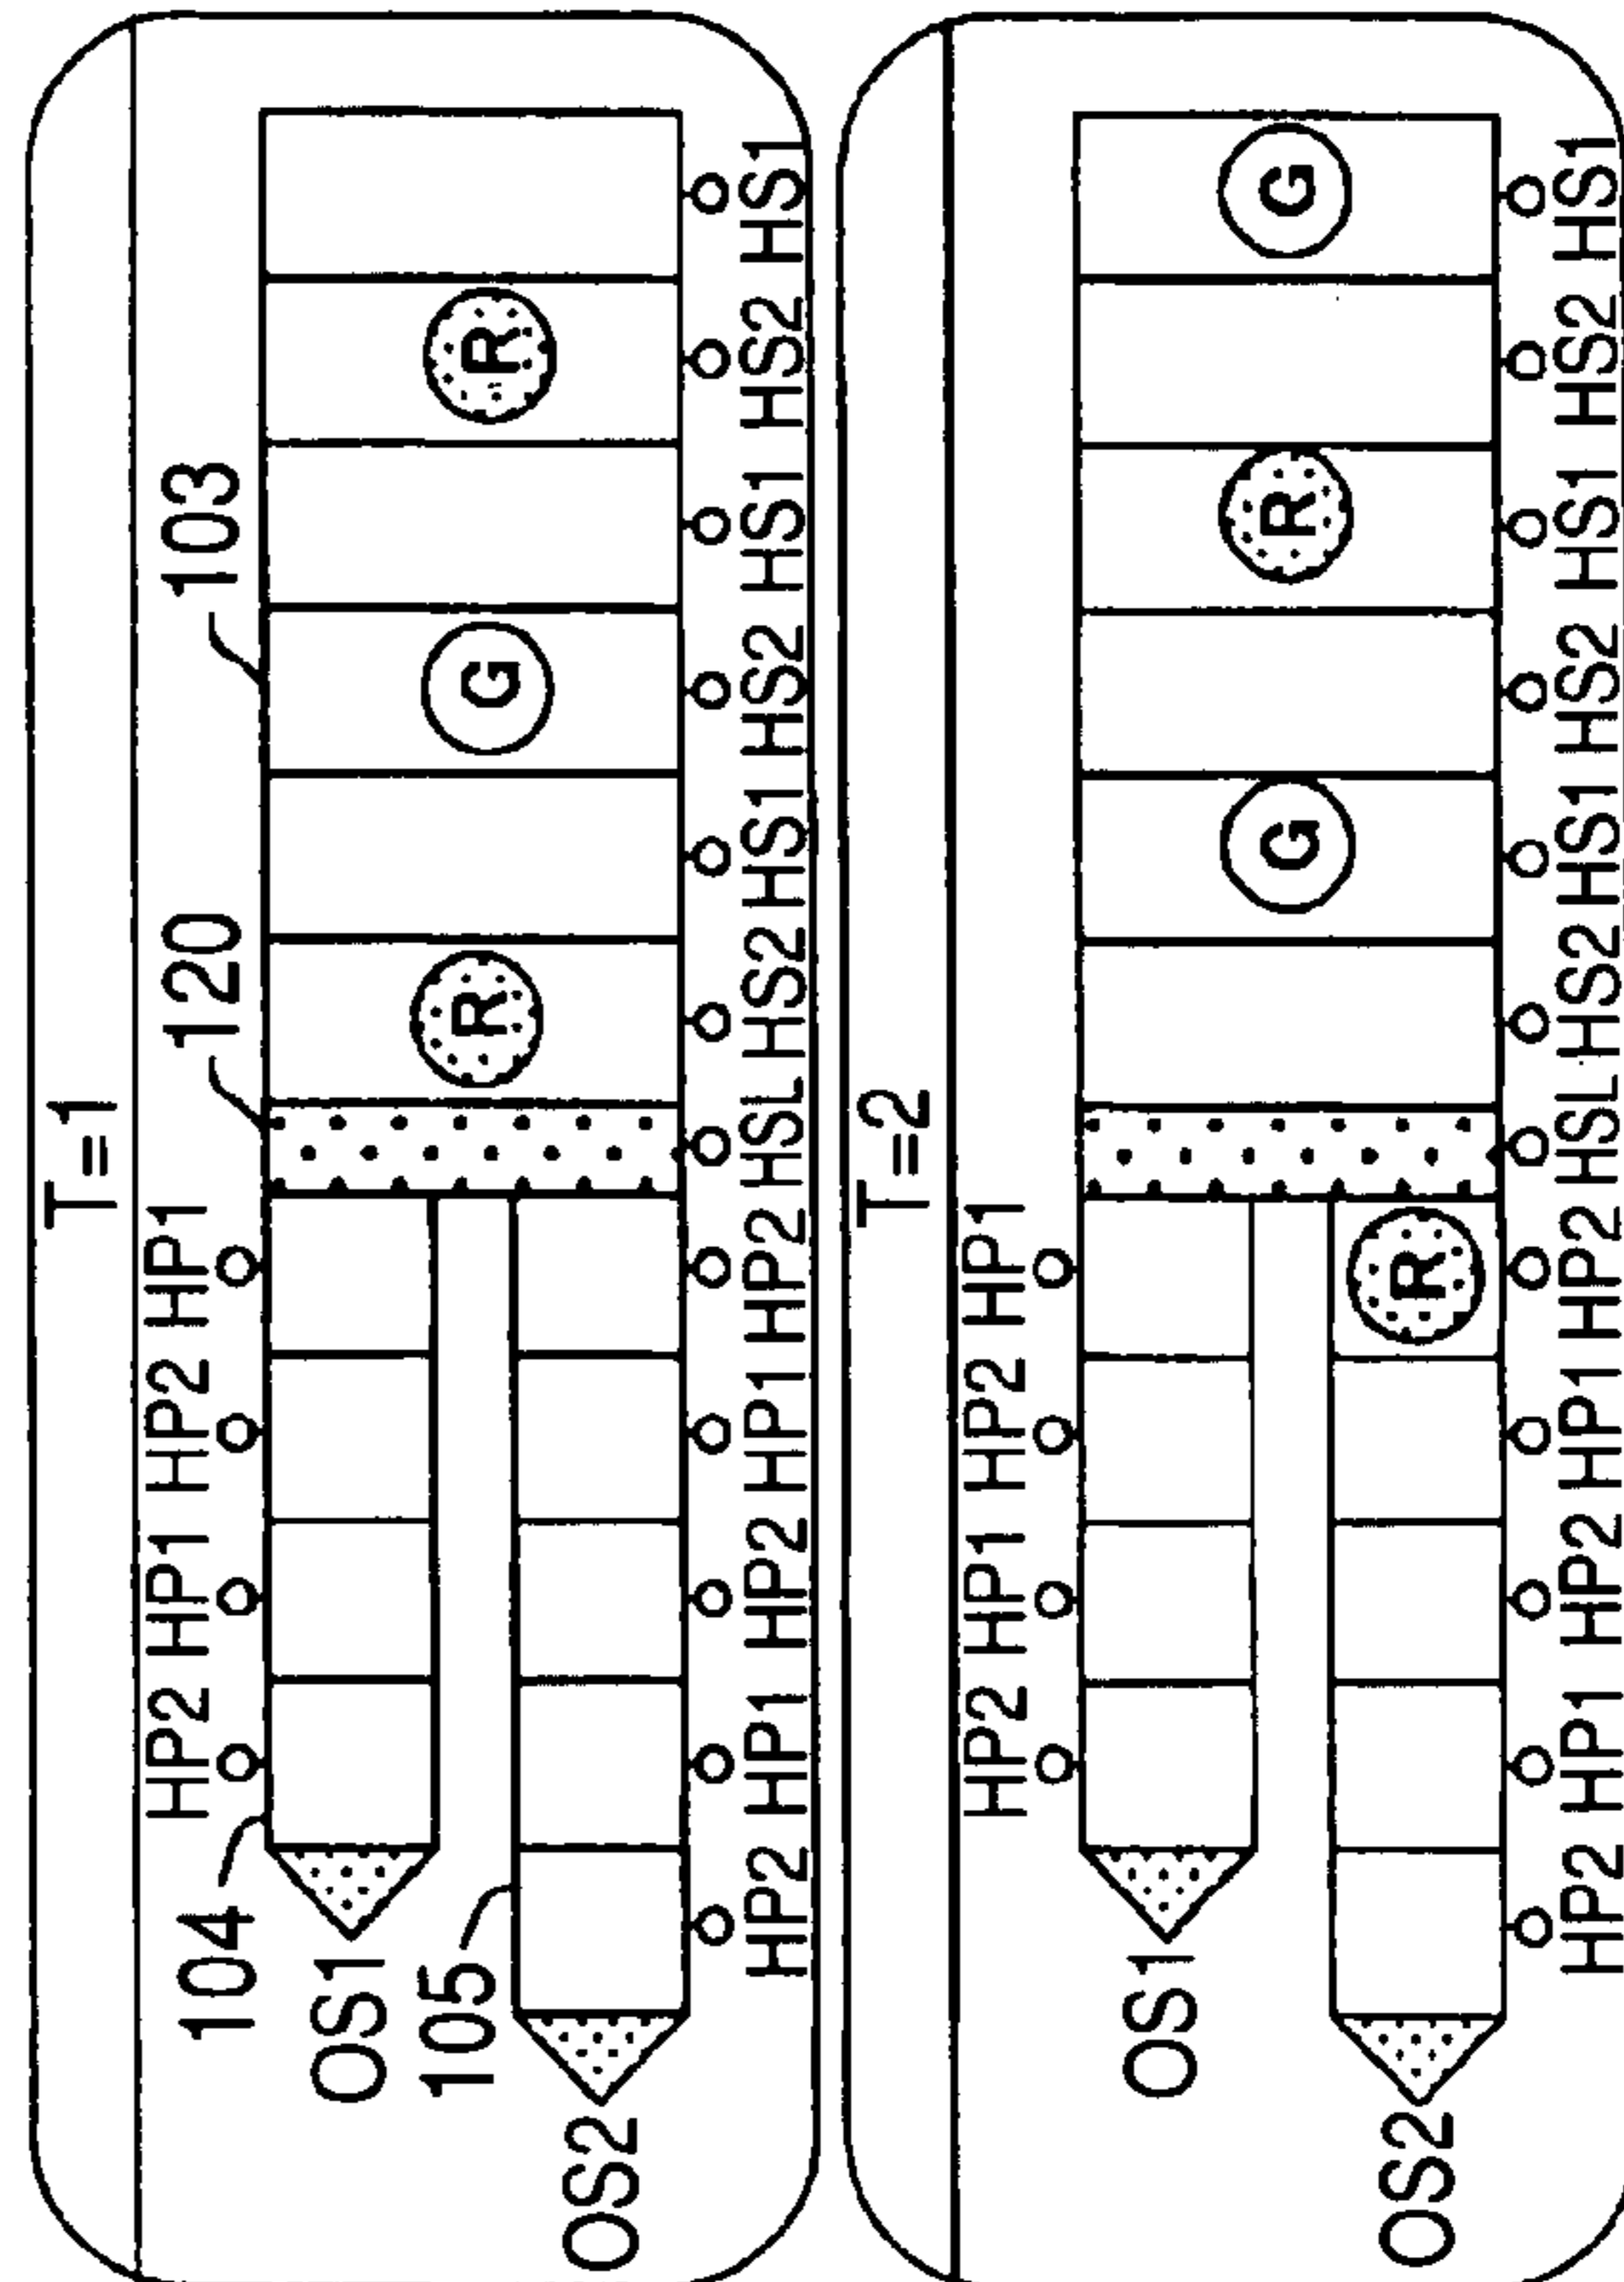 T=1
HP2 HP1 HP2 HP1
120
103
104
OS1
R G R
105
OS2
HP2 HP1 HP2 HP1 HP2 HSL HS2 HS1 HS2 HS1 HS2 HS1
T=2
HP2 HP1 HP2 HP1
OS1
G R G
R
OS2
HP2 HP1 HP2 HP1 HP2 HSL HS2 HS1 HS2 HS1 HS2 HS1